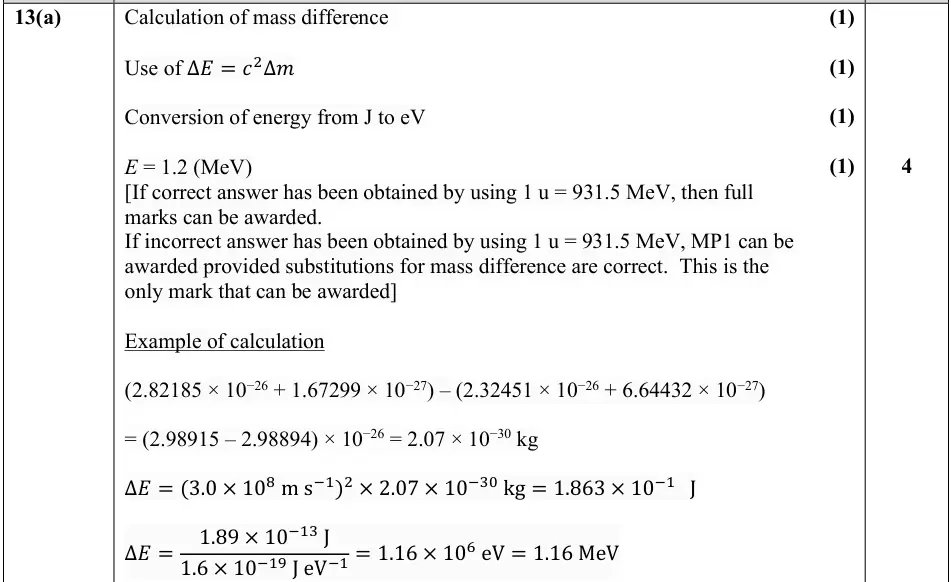 13(a) Calculation of mass difference (1)
Use of Δ𝐸 = 𝑐²Δ𝑚 (1)
Conversion of energy from J to eV (1)
E = 1.2 (MeV) (1) 4
[If correct answer has been obtained by using 1 u = 931.5 MeV, then full
marks can be awarded.
If incorrect answer has been obtained by using 1 u = 931.5 MeV, MP1 can be
awarded provided substitutions for mass difference are correct. This is the
only mark that can be awarded]
Example of calculation
(2.82185 × 10⁻²⁶ + 1.67299 × 10⁻²⁷) – (2.32451 × 10⁻²⁶ + 6.64432 × 10⁻²⁷)
= (2.98915 – 2.98894) × 10⁻²⁶ = 2.07 × 10⁻³⁰ kg
Δ𝐸 = (3.0 × 10⁸ m s⁻¹)² × 2.07 × 10⁻³⁰ kg = 1.863 × 10⁻¹ J
Δ𝐸 = 1.89 × 10⁻¹³ J / 1.6 × 10⁻¹⁹ J eV⁻¹ = 1.16 × 10⁶ eV = 1.16 MeV